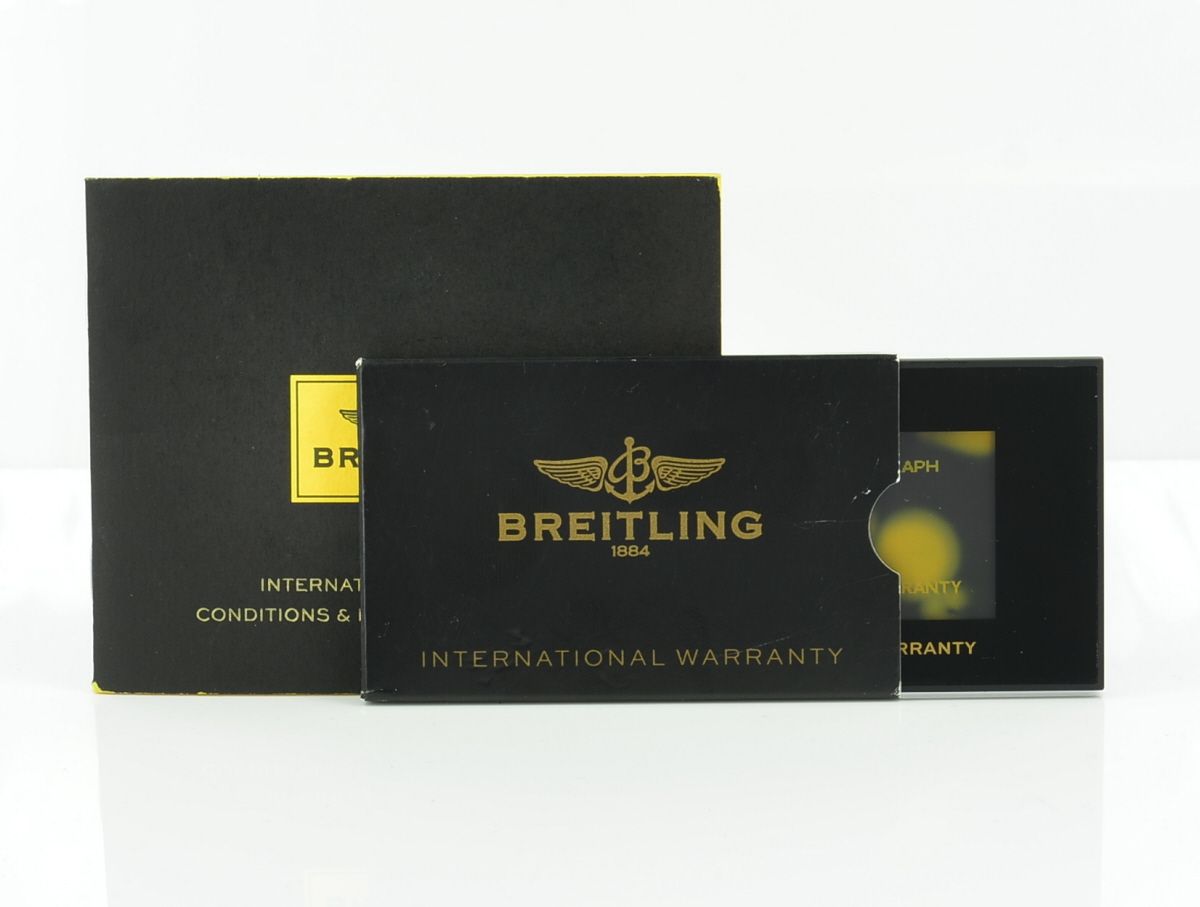 BR
INTERNAT
CONDITIONS &
B
BREITLING
1884
INTERNATIONAL WARRANTY
APH
RANTY
RRANTY